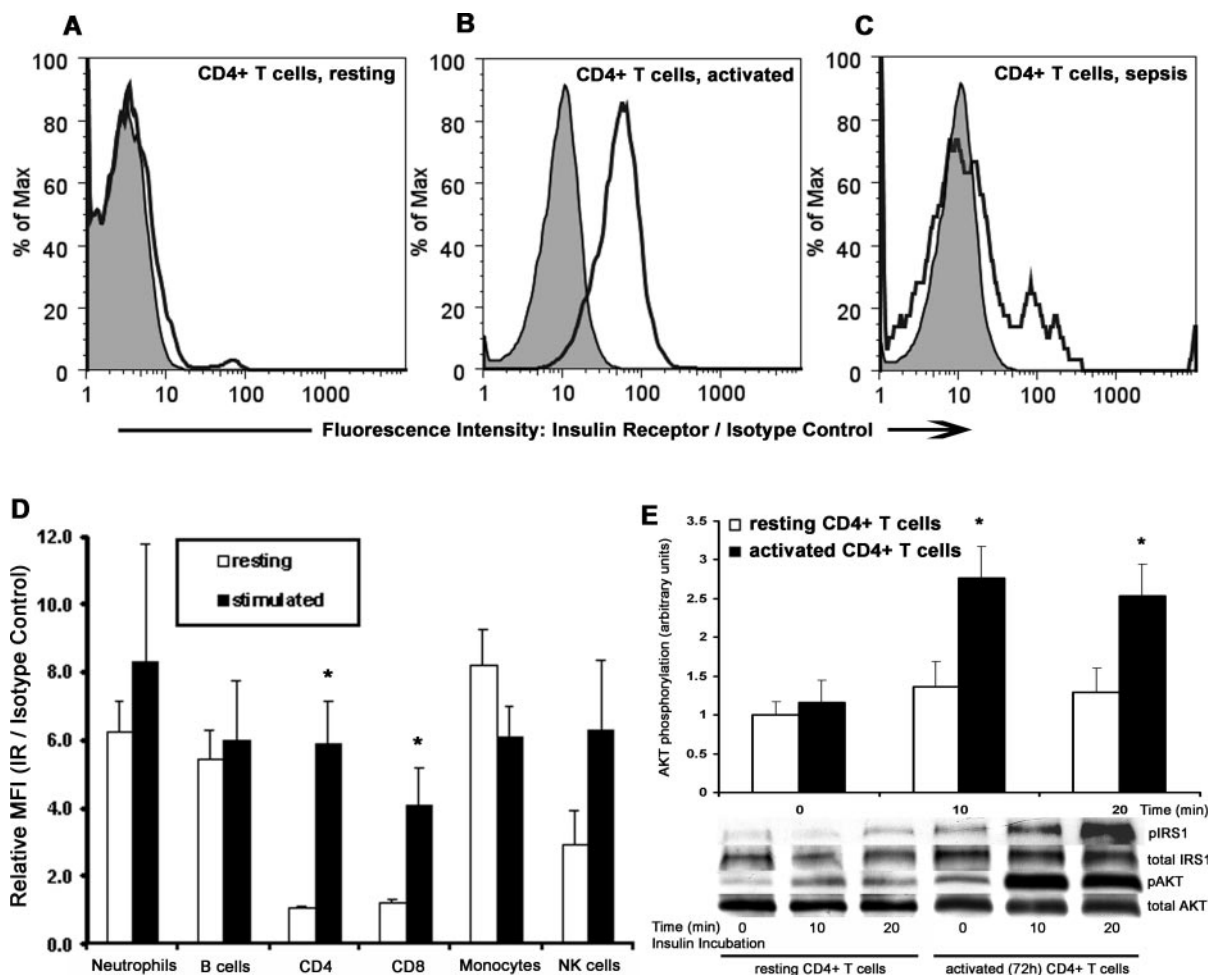 A
B
C
CD4+ T cells, resting
CD4+ T cells, activated
CD4+ T cells, sepsis
% of Max
100
80
60
40
20
0
1 10 100 1000
% of Max
100
80
60
40
20
0
1 10 100 1000
% of Max
100
80
60
40
20
0
1 10 100 1000
Fluorescence Intensity: Insulin Receptor / Isotype Control
D
Relative MFI (IR / Isotype Control)
12.0
10.0
8.0
6.0
4.0
2.0
0.0
resting
stimulated
*
*
Neutrophils B cells CD4 CD8 Monocytes NK cells
E
AKT phosphorylation (arbitrary units)
3.5
3
2.5
2
1.5
1
0.5
0
resting CD4+ T cells
activated CD4+ T cells
*
*
0 10 20 Time (min)
pIRS1
total IRS1
pAKT
total AKT
Time (min) 0 10 20 0 10 20
Insulin Incubation
resting CD4+ T cells activated (72h) CD4+ T cells